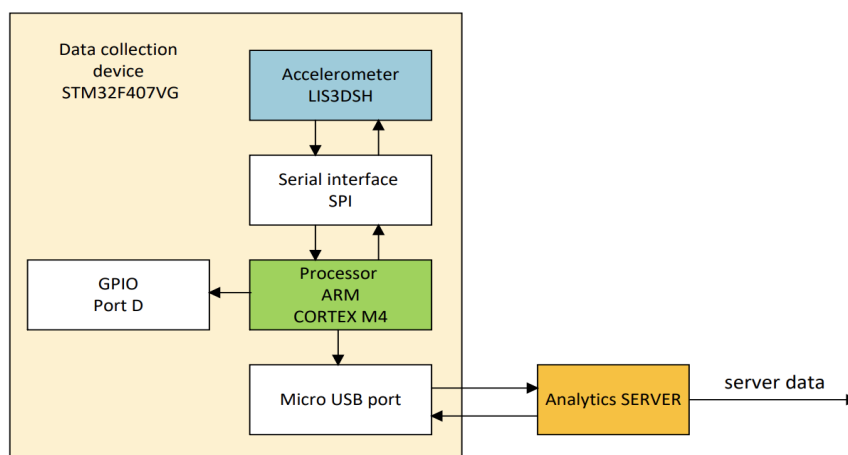 Data collection
device
STM32F407VG
Accelerometer
LIS3DSH
Serial interface
SPI
GPIO
Port D
Processor
ARM
CORTEX M4
Micro USB port
Analytics SERVER
server data